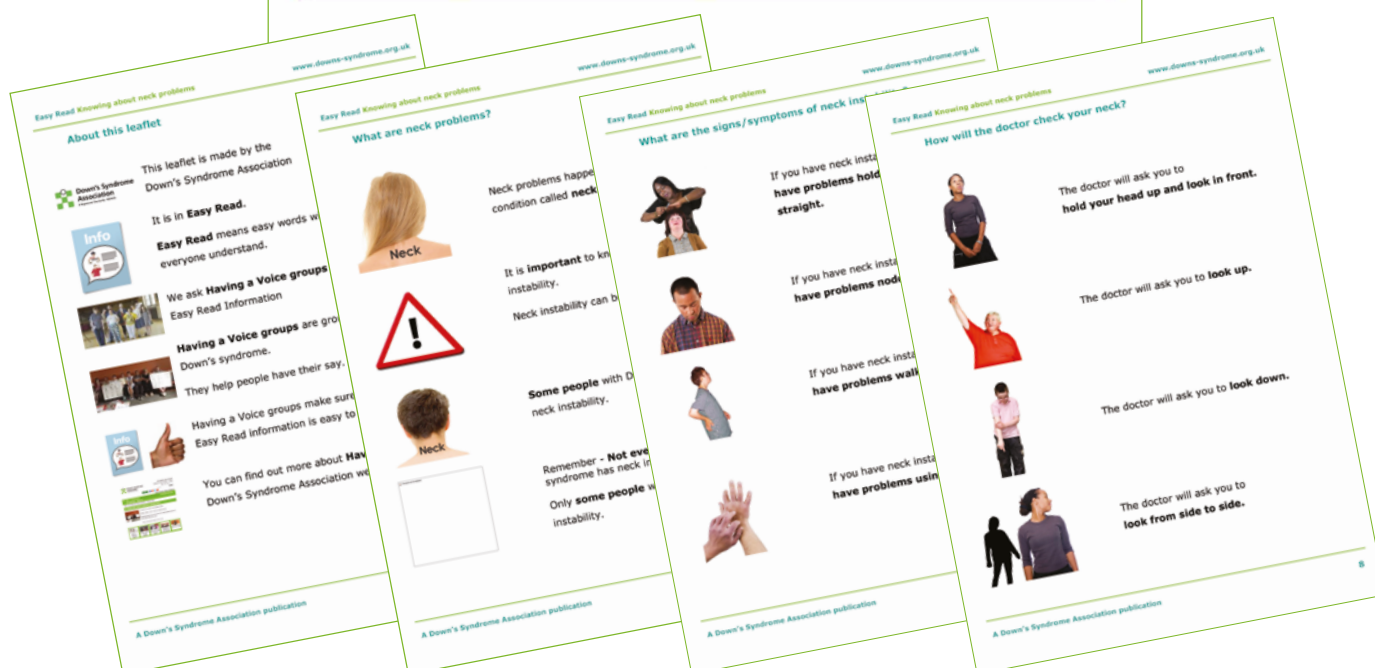 www.downs-syndrome.org.uk
Easy Read Knowing about neck problems
About this leaflet
Down's Syndrome
Association
This leaflet is made by the
Down's Syndrome Association
It is in Easy Read.
Info
Easy Read means easy words
everyone understand.
We ask Having a Voice groups
Easy Read Information
Having a Voice groups are
Down's syndrome.
They help people have their say.
Having a Voice groups make sure
Info
Easy Read information is easy to
You can find out more about
Down's Syndrome Association
A Down's Syndrome Association publication
www.downs-syndrome.org.uk
Easy Read Knowing about neck problems
What are neck problems?
Neck
Neck problems
condition called neck
It is important to
instability.
Neck instability can
Some people with
neck instability.
Neck
Remember - Not
syndrome has neck
Only some people
instability.
A Down's Syndrome Association publication
www.downs-syndrome.org.uk
Easy Read Knowing about neck problems
What are the signs/symptoms of neck
If you have neck
have problems
straight.
If you have neck
have problems
If you have neck
have problems
If you have neck
have problems
A Down's Syndrome Association publication
www.downs-syndrome.org.uk
Easy Read Knowing about neck problems
How will the doctor check your neck?
The doctor will ask you to
hold your head up and look in front.
The doctor will ask you to look up.
The doctor will ask you to look down.
The doctor will ask you to
look from side to side.
8
A Down's Syndrome Association publication